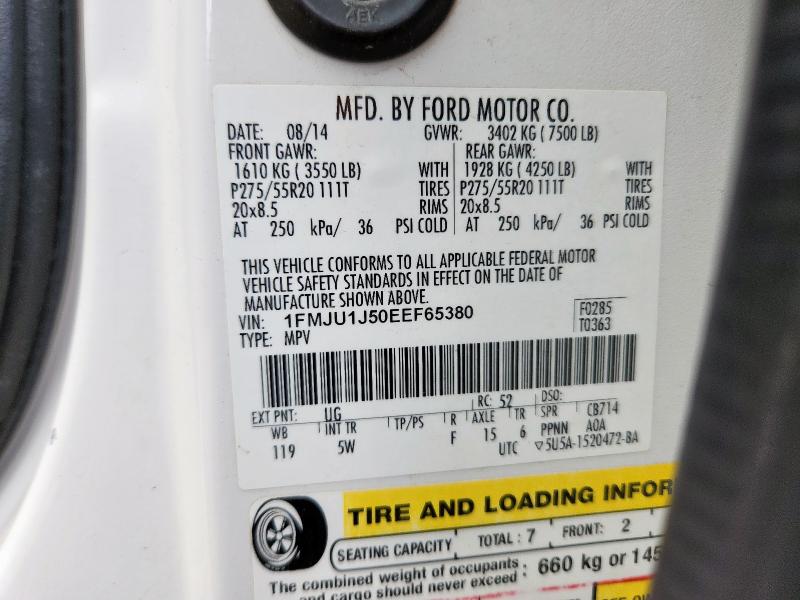 KEY
MFD. BY FORD MOTOR CO.
DATE: 08/14 GVWR: 3402 KG ( 7500 LB)
FRONT GAWR: REAR GAWR:
1610 KG ( 3550 LB) WITH 1928 KG ( 4250 LB) WITH
P275/55R20 111T TIRES P275/55R20 111T TIRES
20x8.5 RIMS 20x8.5 RIMS
AT 250 kPa/ 36 PSI COLD AT 250 kPa/ 36 PSI COLD
THIS VEHICLE CONFORMS TO ALL APPLICABLE FEDERAL MOTOR
VEHICLE SAFETY STANDARDS IN EFFECT ON THE DATE OF
MANUFACTURE SHOWN ABOVE.
VIN: 1FMJU1J50EEF65380 F0285
TYPE: MPV T0363
RC: 52 DSO:
EXT PNT: UG
WB INT TR TP/PS R AXLE TR SPR CB714
119 5W F 15 6 PPNN A0A
UTC ▽5U5A-1520472-BA
TIRE AND LOADING INFOR
SEATING CAPACITY TOTAL : 7 FRONT: 2
The combined weight of occupants : 660 kg or 145
and cargo should never exceed :